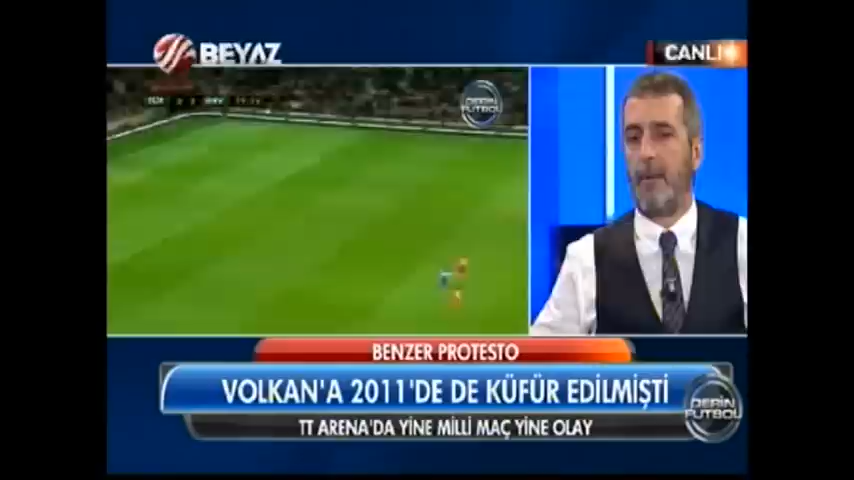 BEYAZ
CANLI
DERİN
FUTBOL
BENZER PROTESTO
VOLKAN'A 2011'DE DE KÜFÜR EDİLMİŞTİ
DERİN
FUTBOL
TT ARENA'DA YİNE MİLLİ MAÇ YİNE OLAY